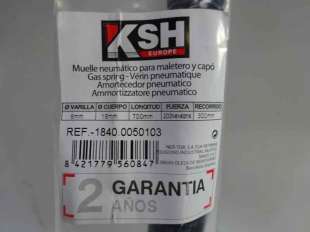 KSH
EUROPE
Muelle neumático para maletero y capó
Gas spring - Vérin pneumatique
Amortecedor pneumatico
Ammortizzatore pneumatico
Ø VARILLA Ø CUERPO LONGITUD FUERZA RECORRIDO
8mm 18mm 300mm
REF.-1840.0050103
8 421779 560847
2 GARANTIA
AÑOS